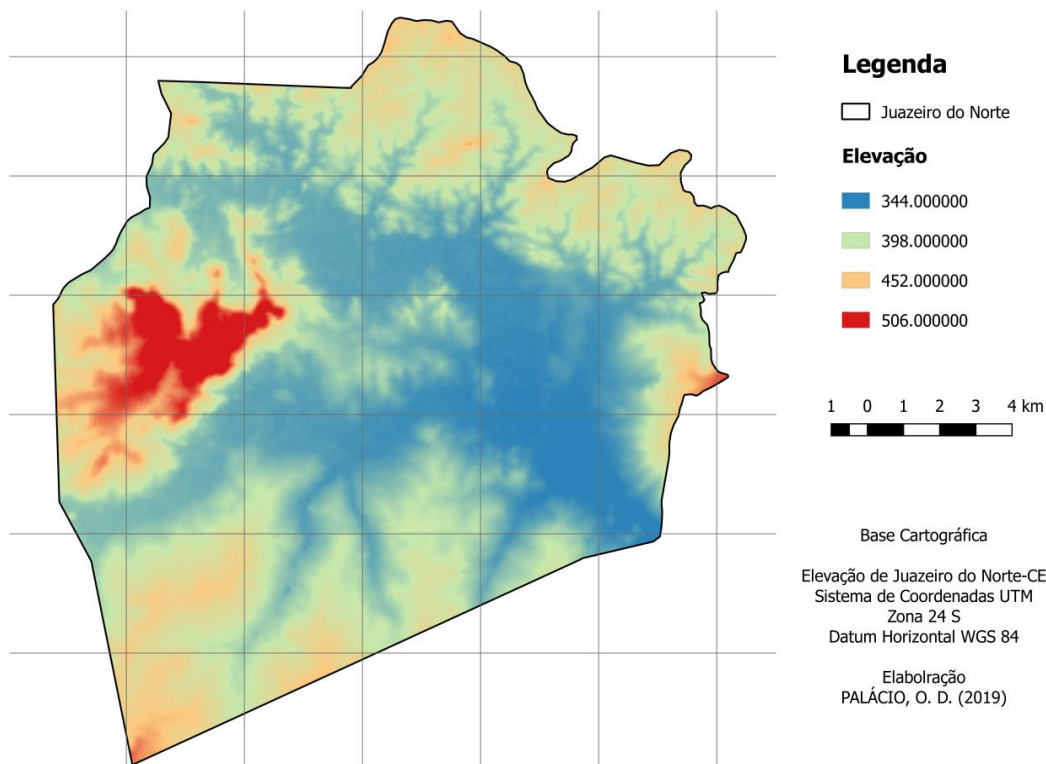 Legenda
Juazeiro do Norte
Elevação
344.000000
398.000000
452.000000
506.000000
1 0 1 2 3 4 km
Base Cartográfica
Elevação de Juazeiro do Norte-CE
Sistema de Coordenadas UTM
Zona 24 S
Datum Horizontal WGS 84
Elabolração
PALÁCIO, O. D. (2019)